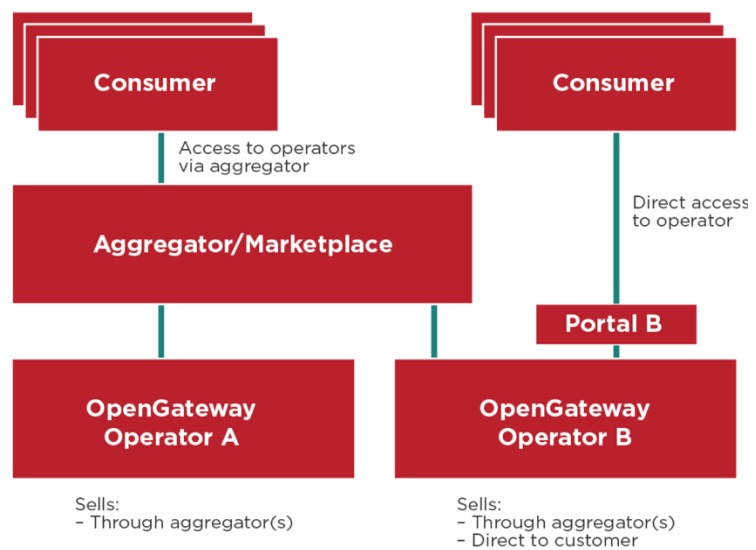 Consumer
Access to operators
via aggregator
Aggregator/Marketplace
Consumer
Direct access
to operator
Portal B
OpenGateway
Operator A
Sells:
– Through aggregator(s)
OpenGateway
Operator B
Sells:
– Through aggregator(s)
– Direct to customer